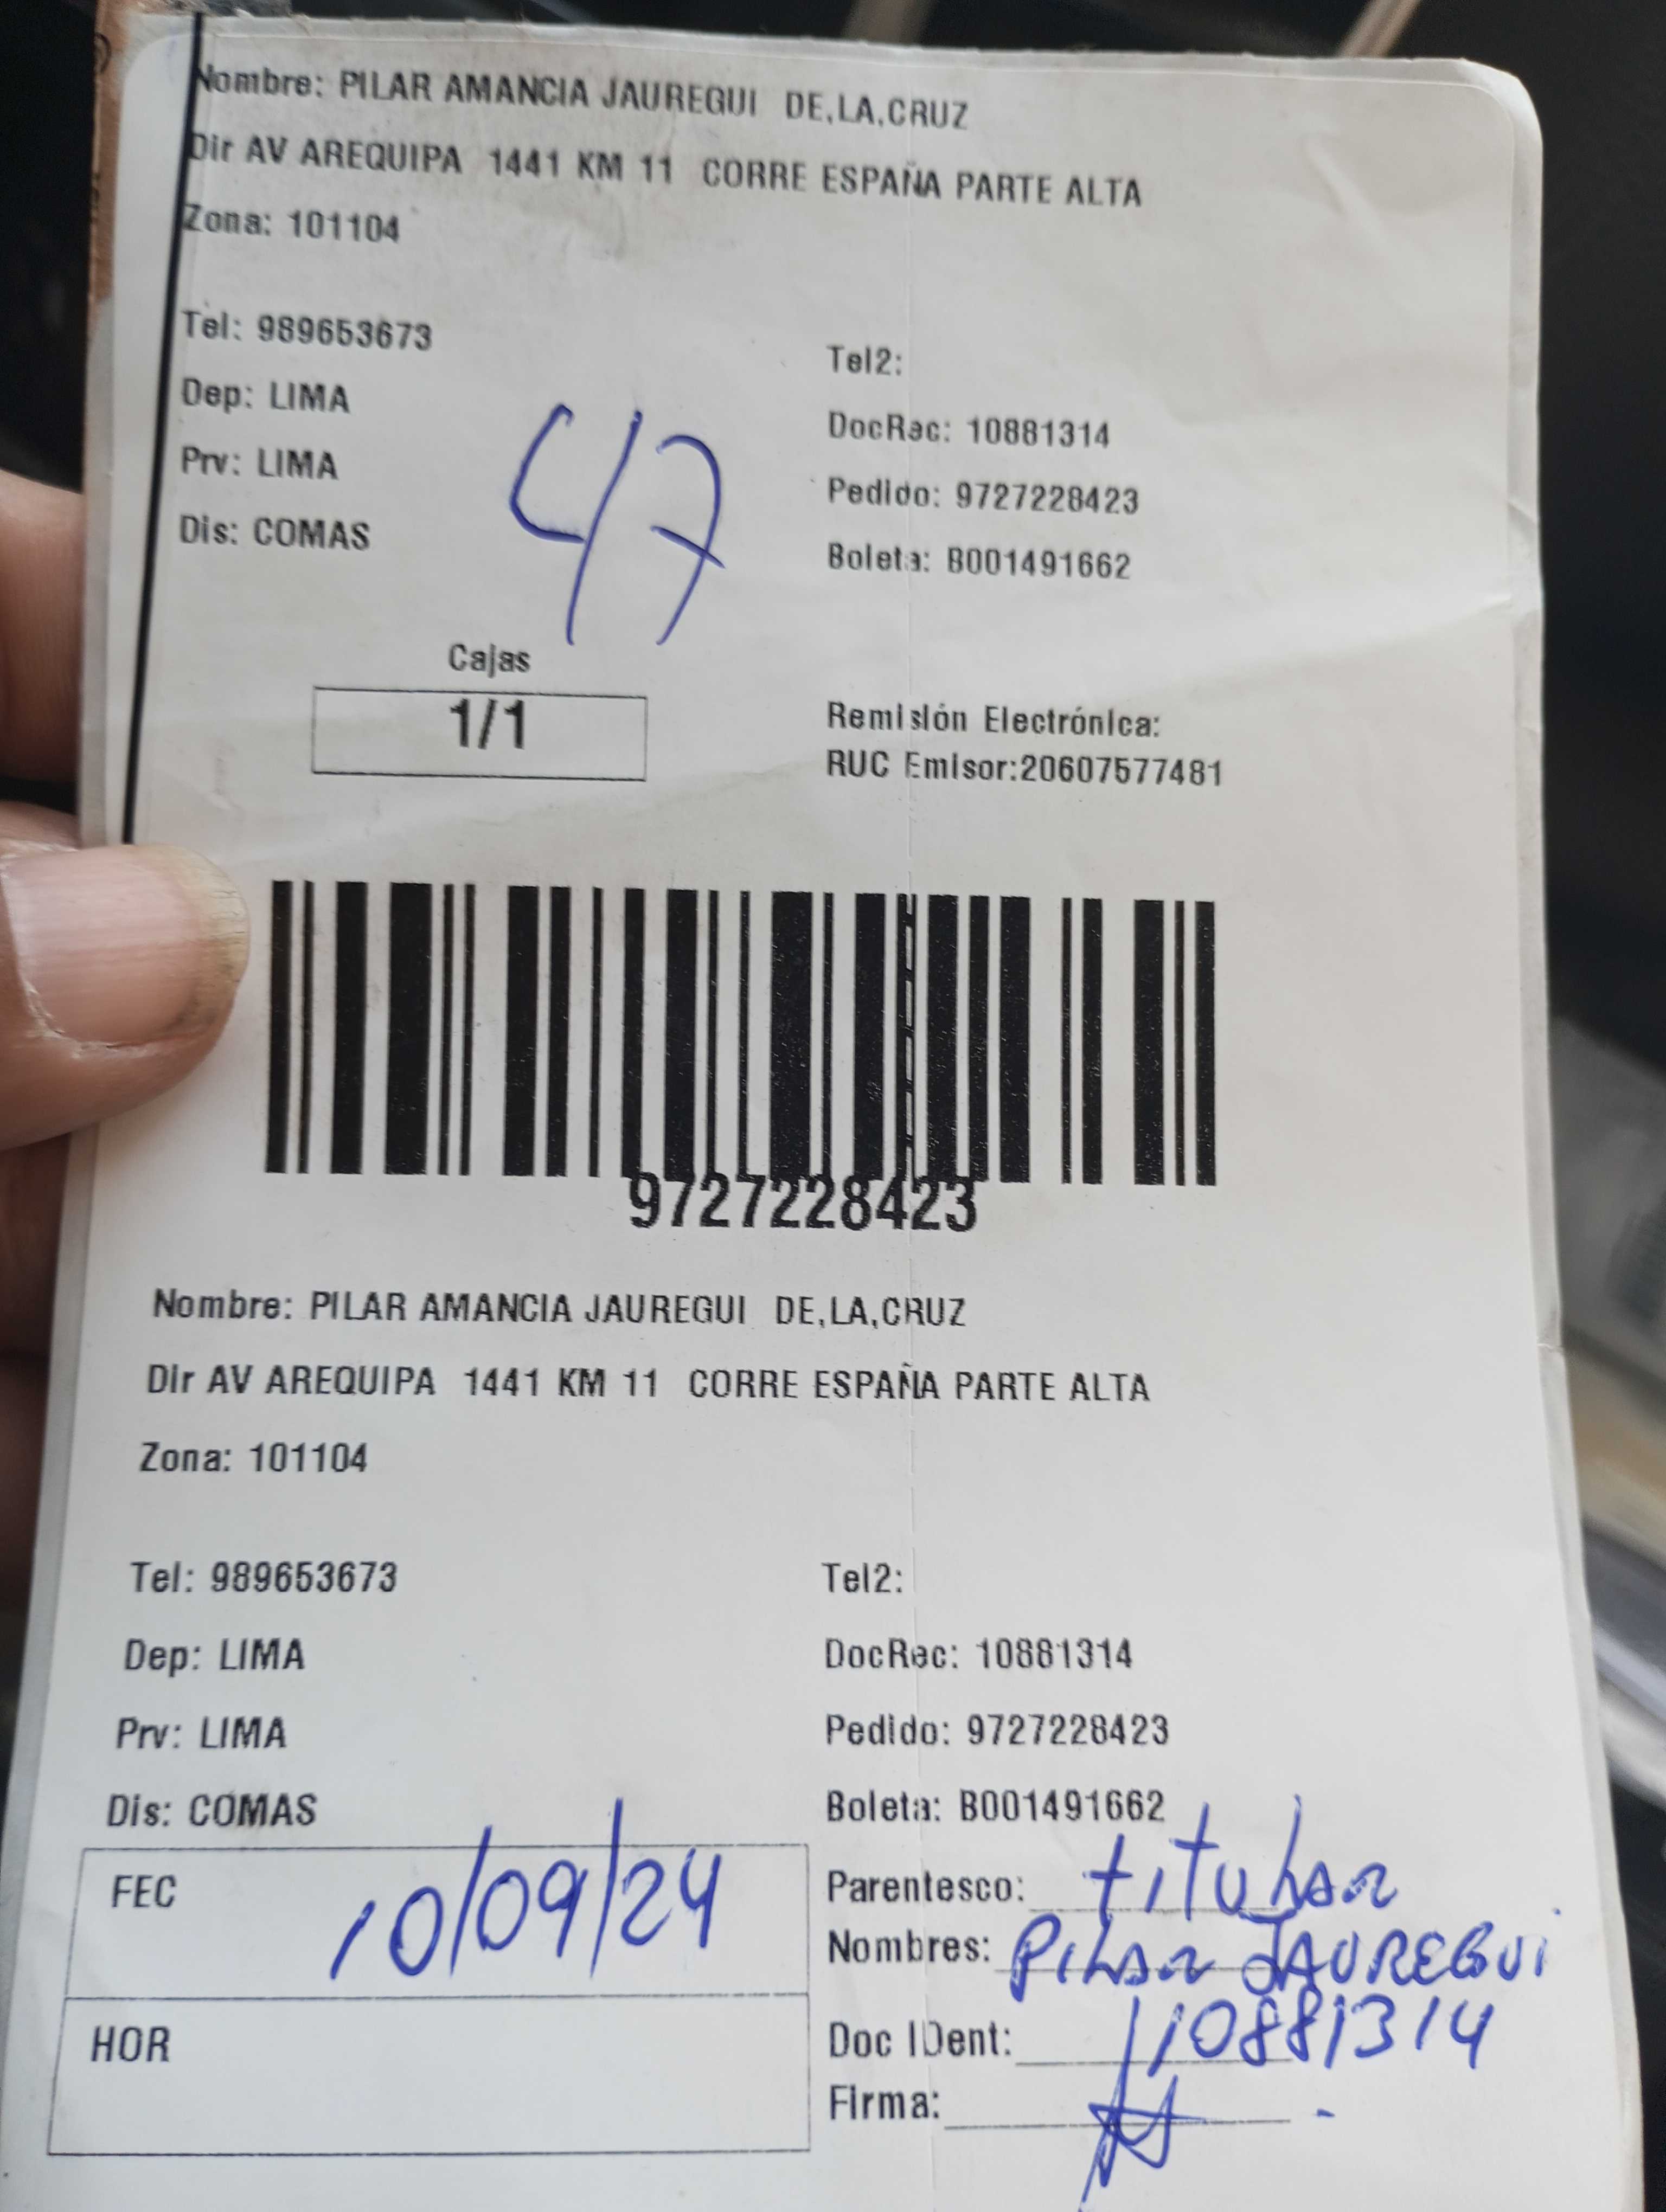 Nombre: PILAR AMANCIA JAUREGUI DE,LA,CRUZ
Dir AV AREQUIPA 1441 KM 11 CORRE ESPAÑA PARTE ALTA
Zona: 101104
Tel: 989653673
Tel2:
Dep: LIMA
DocRec: 10881314
Prv: LIMA
Pedido: 9727228423
Dis: COMAS
Boleta: B001491662
47
Cajas
1/1
Remisión Electrónica:
RUC Emisor:20607577481
9727228423
Nombre: PILAR AMANCIA JAUREGUI DE,LA,CRUZ
Dir AV AREQUIPA 1441 KM 11 CORRE ESPAÑA PARTE ALTA
Zona: 101104
Tel: 989653673
Tel2:
Dep: LIMA
DocRec: 10881314
Prv: LIMA
Pedido: 9727228423
Dis: COMAS
Boleta: B001491662
FEC 10/09/24
Parentesco: titular
Nombres: Pilar JAUREGUI
HOR
Doc IDent: 10881314
Firma: